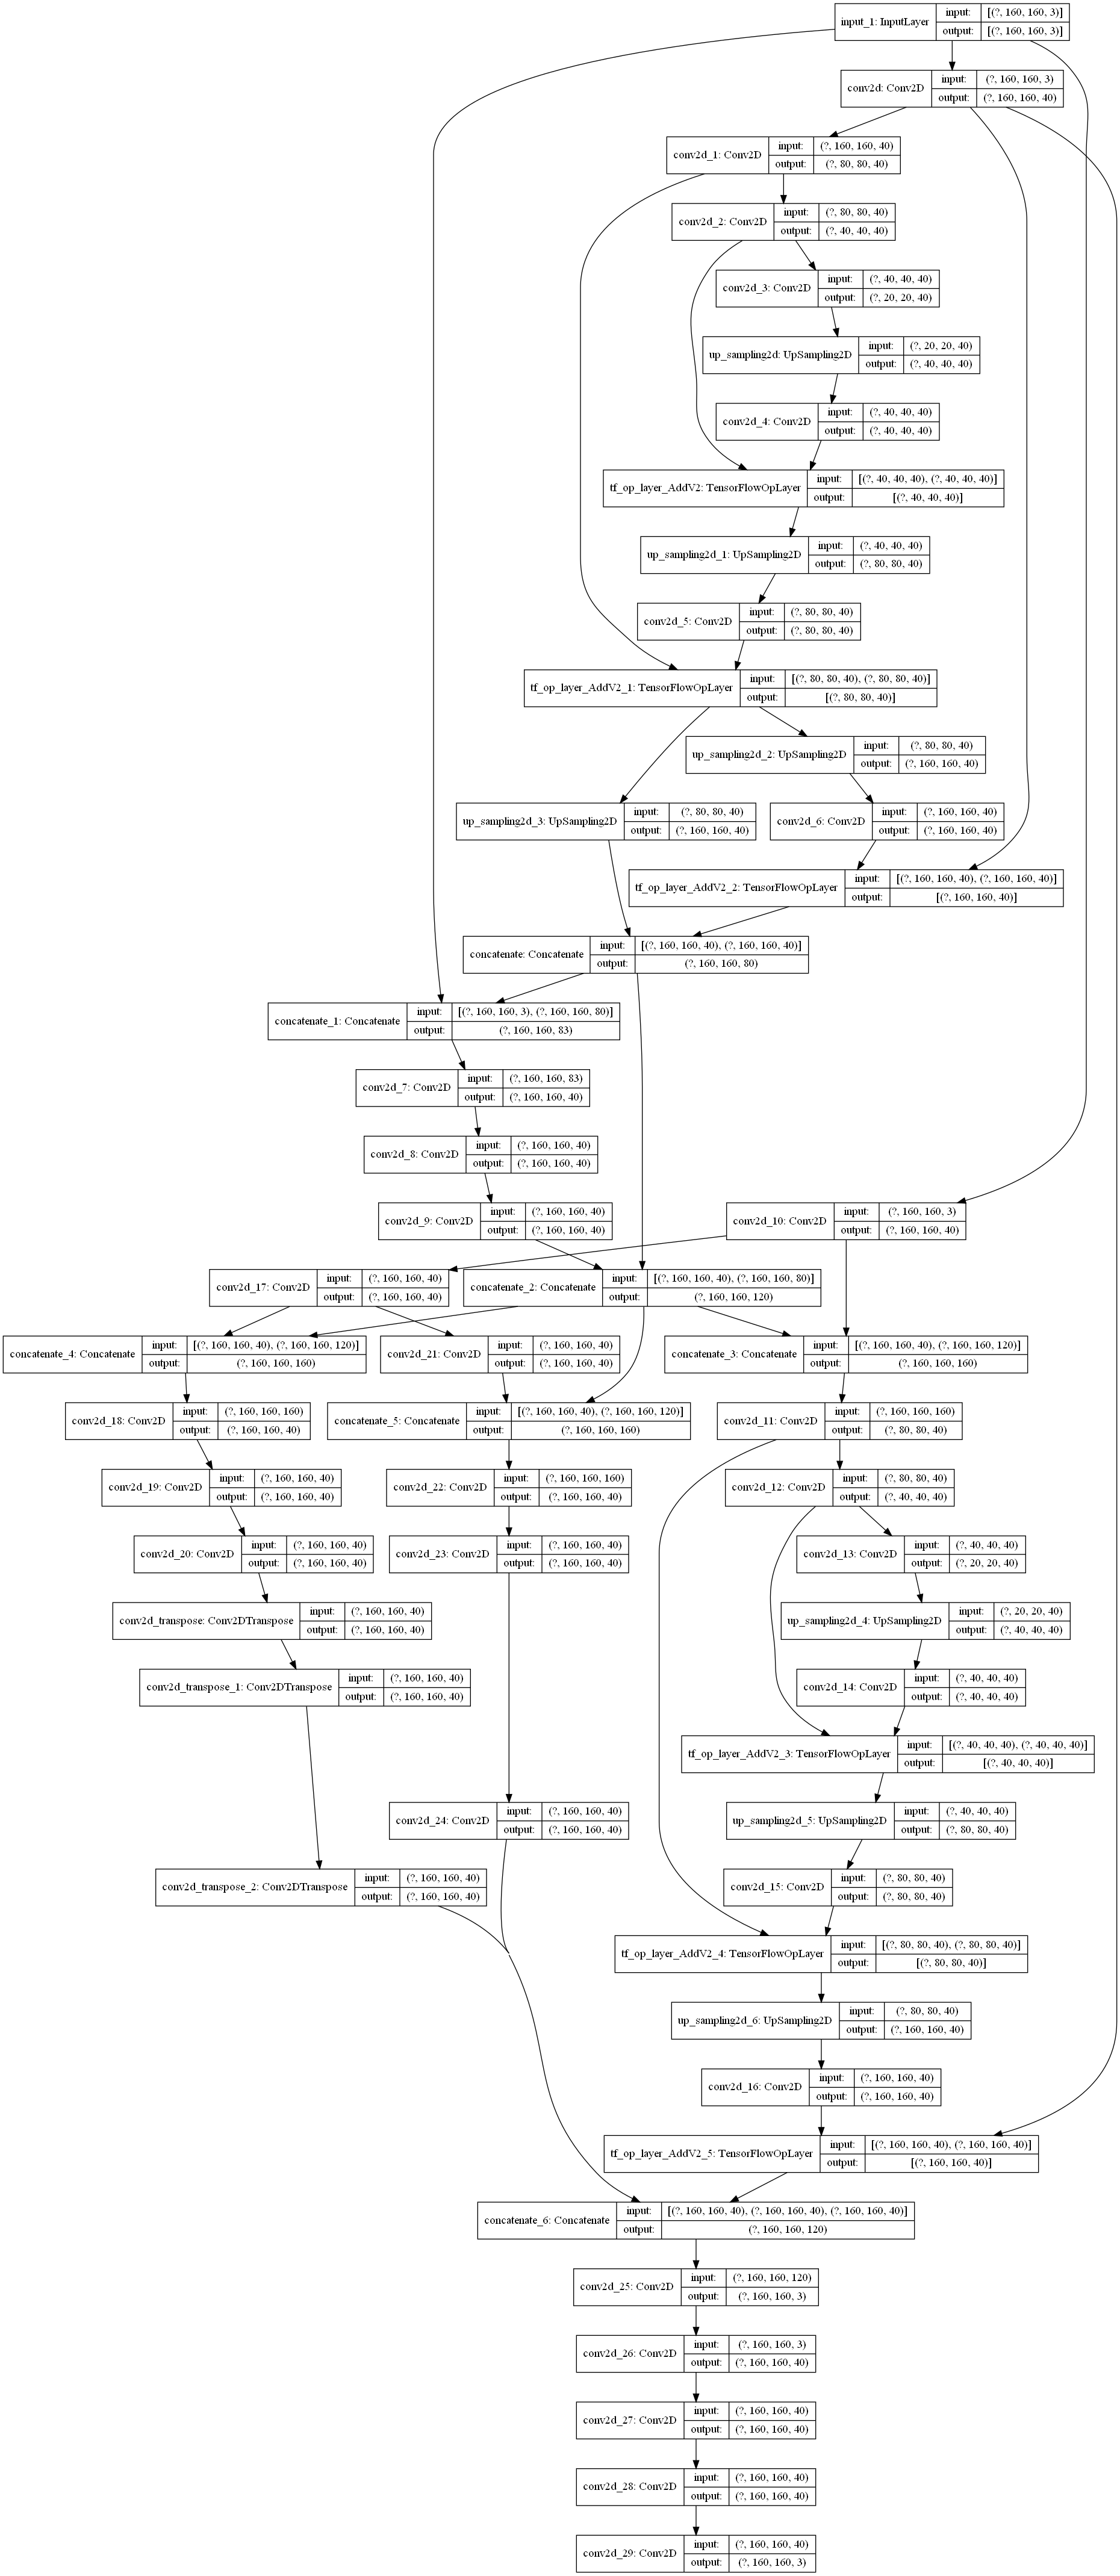 input_1: InputLayer
input:
[(?, 160, 160, 3)]
output:
[(?, 160, 160, 3)]
conv2d: Conv2D
input:
(?, 160, 160, 3)
output:
(?, 160, 160, 40)
conv2d_1: Conv2D
input:
(?, 160, 160, 40)
output:
(?, 80, 80, 40)
conv2d_2: Conv2D
input:
(?, 80, 80, 40)
output:
(?, 40, 40, 40)
conv2d_3: Conv2D
input:
(?, 40, 40, 40)
output:
(?, 20, 20, 40)
up_sampling2d: UpSampling2D
input:
(?, 20, 20, 40)
output:
(?, 40, 40, 40)
conv2d_4: Conv2D
input:
(?, 40, 40, 40)
output:
(?, 40, 40, 40)
tf_op_layer_AddV2: TensorFlowOpLayer
input:
[(?, 40, 40, 40), (?, 40, 40, 40)]
output:
[(?, 40, 40, 40)]
up_sampling2d_1: UpSampling2D
input:
(?, 40, 40, 40)
output:
(?, 80, 80, 40)
conv2d_5: Conv2D
input:
(?, 80, 80, 40)
output:
(?, 80, 80, 40)
tf_op_layer_AddV2_1: TensorFlowOpLayer
input:
[(?, 80, 80, 40), (?, 80, 80, 40)]
output:
[(?, 80, 80, 40)]
up_sampling2d_2: UpSampling2D
input:
(?, 80, 80, 40)
output:
(?, 160, 160, 40)
up_sampling2d_3: UpSampling2D
input:
(?, 80, 80, 40)
output:
(?, 160, 160, 40)
conv2d_6: Conv2D
input:
(?, 160, 160, 40)
output:
(?, 160, 160, 40)
tf_op_layer_AddV2_2: TensorFlowOpLayer
input:
[(?, 160, 160, 40), (?, 160, 160, 40)]
output:
[(?, 160, 160, 40)]
concatenate: Concatenate
input:
[(?, 160, 160, 40), (?, 160, 160, 40)]
output:
(?, 160, 160, 80)
concatenate_1: Concatenate
input:
[(?, 160, 160, 3), (?, 160, 160, 80)]
output:
(?, 160, 160, 83)
conv2d_7: Conv2D
input:
(?, 160, 160, 83)
output:
(?, 160, 160, 40)
conv2d_8: Conv2D
input:
(?, 160, 160, 40)
output:
(?, 160, 160, 40)
conv2d_9: Conv2D
input:
(?, 160, 160, 40)
output:
(?, 160, 160, 40)
conv2d_10: Conv2D
input:
(?, 160, 160, 3)
output:
(?, 160, 160, 40)
conv2d_17: Conv2D
input:
(?, 160, 160, 40)
output:
(?, 160, 160, 40)
concatenate_2: Concatenate
input:
[(?, 160, 160, 40), (?, 160, 160, 80)]
output:
(?, 160, 160, 120)
concatenate_4: Concatenate
input:
[(?, 160, 160, 40), (?, 160, 160, 120)]
output:
(?, 160, 160, 160)
conv2d_21: Conv2D
input:
(?, 160, 160, 40)
output:
(?, 160, 160, 40)
concatenate_3: Concatenate
input:
[(?, 160, 160, 40), (?, 160, 160, 120)]
output:
(?, 160, 160, 160)
conv2d_18: Conv2D
input:
(?, 160, 160, 160)
output:
(?, 160, 160, 40)
concatenate_5: Concatenate
input:
[(?, 160, 160, 40), (?, 160, 160, 120)]
output:
(?, 160, 160, 160)
conv2d_11: Conv2D
input:
(?, 160, 160, 160)
output:
(?, 80, 80, 40)
conv2d_19: Conv2D
input:
(?, 160, 160, 40)
output:
(?, 160, 160, 40)
conv2d_22: Conv2D
input:
(?, 160, 160, 160)
output:
(?, 160, 160, 40)
conv2d_12: Conv2D
input:
(?, 80, 80, 40)
output:
(?, 40, 40, 40)
conv2d_20: Conv2D
input:
(?, 160, 160, 40)
output:
(?, 160, 160, 40)
conv2d_23: Conv2D
input:
(?, 160, 160, 40)
output:
(?, 160, 160, 40)
conv2d_13: Conv2D
input:
(?, 40, 40, 40)
output:
(?, 20, 20, 40)
conv2d_transpose: Conv2DTranspose
input:
(?, 160, 160, 40)
output:
(?, 160, 160, 40)
up_sampling2d_4: UpSampling2D
input:
(?, 20, 20, 40)
output:
(?, 40, 40, 40)
conv2d_transpose_1: Conv2DTranspose
input:
(?, 160, 160, 40)
output:
(?, 160, 160, 40)
conv2d_14: Conv2D
input:
(?, 40, 40, 40)
output:
(?, 40, 40, 40)
tf_op_layer_AddV2_3: TensorFlowOpLayer
input:
[(?, 40, 40, 40), (?, 40, 40, 40)]
output:
[(?, 40, 40, 40)]
conv2d_24: Conv2D
input:
(?, 160, 160, 40)
output:
(?, 160, 160, 40)
up_sampling2d_5: UpSampling2D
input:
(?, 40, 40, 40)
output:
(?, 80, 80, 40)
conv2d_transpose_2: Conv2DTranspose
input:
(?, 160, 160, 40)
output:
(?, 160, 160, 40)
conv2d_15: Conv2D
input:
(?, 80, 80, 40)
output:
(?, 80, 80, 40)
tf_op_layer_AddV2_4: TensorFlowOpLayer
input:
[(?, 80, 80, 40), (?, 80, 80, 40)]
output:
[(?, 80, 80, 40)]
up_sampling2d_6: UpSampling2D
input:
(?, 80, 80, 40)
output:
(?, 160, 160, 40)
conv2d_16: Conv2D
input:
(?, 160, 160, 40)
output:
(?, 160, 160, 40)
tf_op_layer_AddV2_5: TensorFlowOpLayer
input:
[(?, 160, 160, 40), (?, 160, 160, 40)]
output:
[(?, 160, 160, 40)]
concatenate_6: Concatenate
input:
[(?, 160, 160, 40), (?, 160, 160, 40), (?, 160, 160, 40)]
output:
(?, 160, 160, 120)
conv2d_25: Conv2D
input:
(?, 160, 160, 120)
output:
(?, 160, 160, 3)
conv2d_26: Conv2D
input:
(?, 160, 160, 3)
output:
(?, 160, 160, 40)
conv2d_27: Conv2D
input:
(?, 160, 160, 40)
output:
(?, 160, 160, 40)
conv2d_28: Conv2D
input:
(?, 160, 160, 40)
output:
(?, 160, 160, 40)
conv2d_29: Conv2D
input:
(?, 160, 160, 40)
output:
(?, 160, 160, 3)